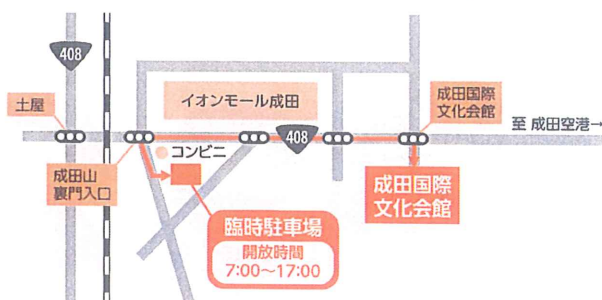 408
土屋
イオンモール成田
成田国際
文化会館
至 成田空港→
408
コンビニ
成田山
裏門入口
成田国際
文化会館
臨時駐車場
開放時間
7:00〜17:00